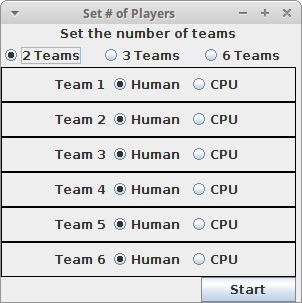 Set # of Players
Set the number of teams
2 Teams 3 Teams 6 Teams
Team 1 Human CPU
Team 2 Human CPU
Team 3 Human CPU
Team 4 Human CPU
Team 5 Human CPU
Team 6 Human CPU
Start